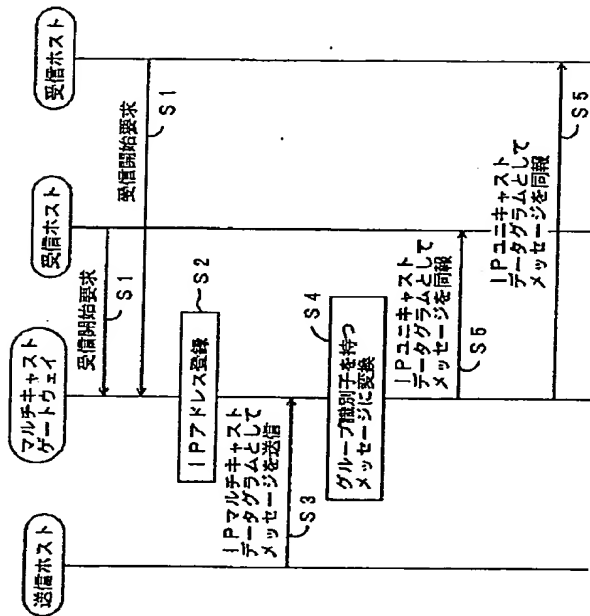 送信ホスト
マルチキャスト
ゲートウェイ
受信ホスト
受信ホスト
受信開始要求
S1
受信開始要求
S1
IPアドレス登録
S2
IPマルチキャスト
データグラムとして
メッセージを送信
S3
グループ識別子を持つ
メッセージに変換
S4
IPユニキャスト
データグラムとして
メッセージを同報
S5
IPユニキャスト
データグラムとして
メッセージを同報
S5